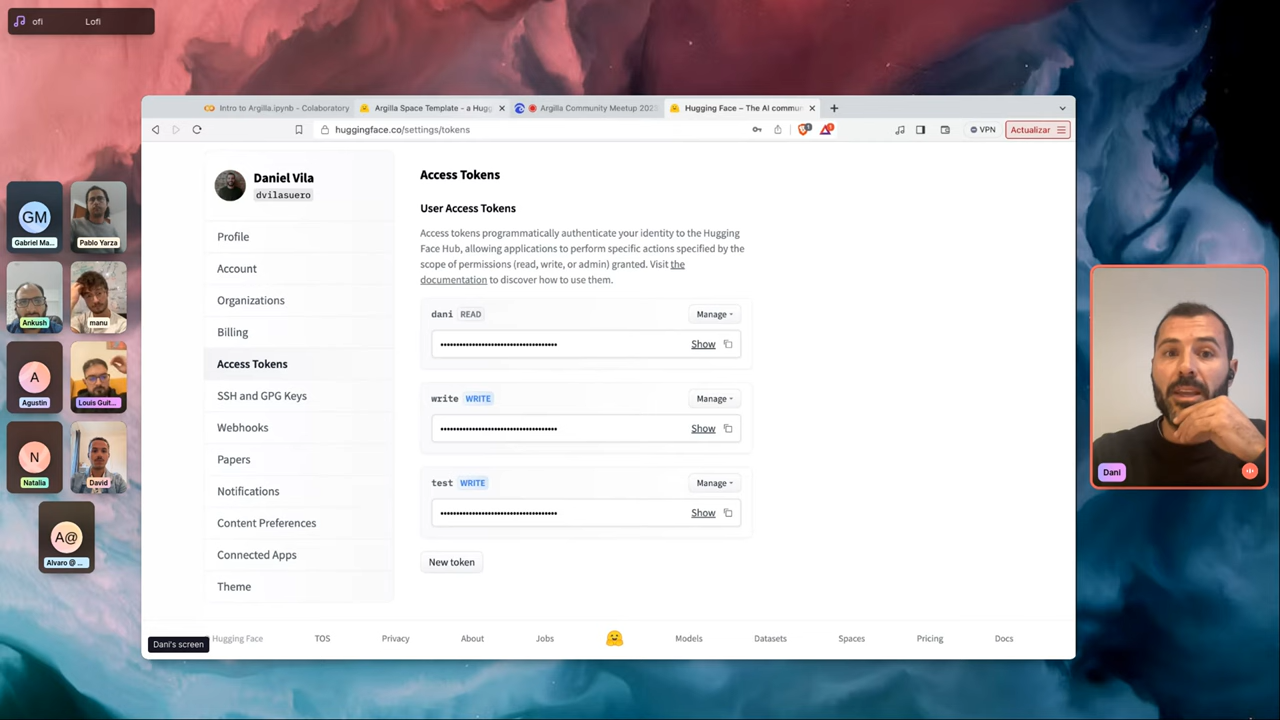 ofi Lofi
Intro to Argilla.ipynb - Colaboratory
Argilla Space Template - a Hugg
Argilla Community Meetup 202
Hugging Face – The AI commun
huggingface.co/settings/tokens
VPN
Actualizar
Daniel Vila
dvilasuero
Profile
Account
Organizations
Billing
Access Tokens
SSH and GPG Keys
Webhooks
Papers
Notifications
Content Preferences
Connected Apps
Theme
Access Tokens
User Access Tokens
Access tokens programmatically authenticate your identity to the Hugging
Face Hub, allowing applications to perform specific actions specified by the
scope of permissions (read, write, or admin) granted. Visit the
documentation to discover how to use them.
dani READ Manage
Show
write WRITE Manage
Show
test WRITE Manage
Show
New token
Hugging Face TOS Privacy About Jobs Models Datasets Spaces Pricing Docs
Dani's screen
GM
Gabriel Ma...
Pablo Yarza
Ankush
manu
A
Agustin
Louis Guit...
N
Natalia
David
A@
Alvaro @ ...
Dani